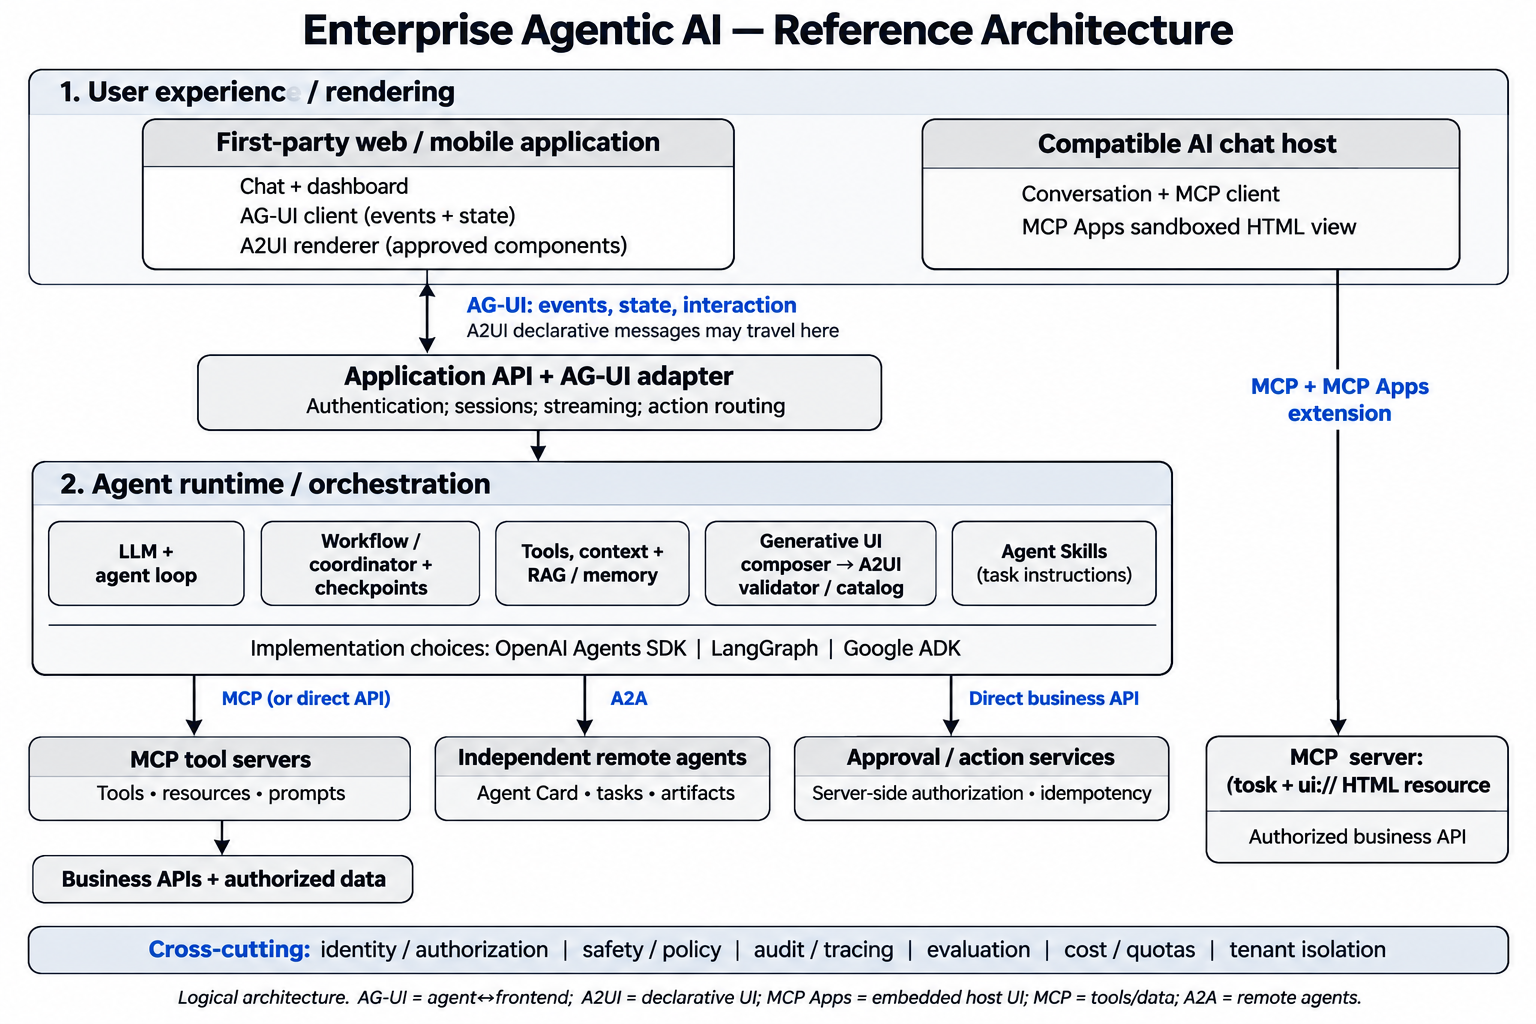 Enterprise Agentic AI — Reference Architecture
1. User experience / rendering
First-party web / mobile application
Chat + dashboard
AG-UI client (events + state)
A2UI renderer (approved components)
Compatible AI chat host
Conversation + MCP client
MCP Apps sandboxed HTML view
AG-UI: events, state, interaction
A2UI declarative messages may travel here
Application API + AG-UI adapter
Authentication; sessions; streaming; action routing
MCP + MCP Apps
extension
2. Agent runtime / orchestration
LLM +
agent loop
Workflow /
coordinator +
checkpoints
Tools, context +
RAG / memory
Generative UI
composer → A2UI
validator / catalog
Agent Skills
(task instructions)
Implementation choices: OpenAI Agents SDK | LangGraph | Google ADK
MCP (or direct API)
A2A
Direct business API
MCP tool servers
Tools • resources • prompts
Independent remote agents
Agent Card • tasks • artifacts
Approval / action services
Server-side authorization • idempotency
MCP server:
(tosk + ui:// HTML resource
Authorized business API
Business APIs + authorized data
Cross-cutting: identity / authorization | safety / policy | audit / tracing | evaluation | cost / quotas | tenant isolation
Logical architecture. AG-UI = agent↔frontend; A2UI = declarative UI; MCP Apps = embedded host UI; MCP = tools/data; A2A = remote agents.